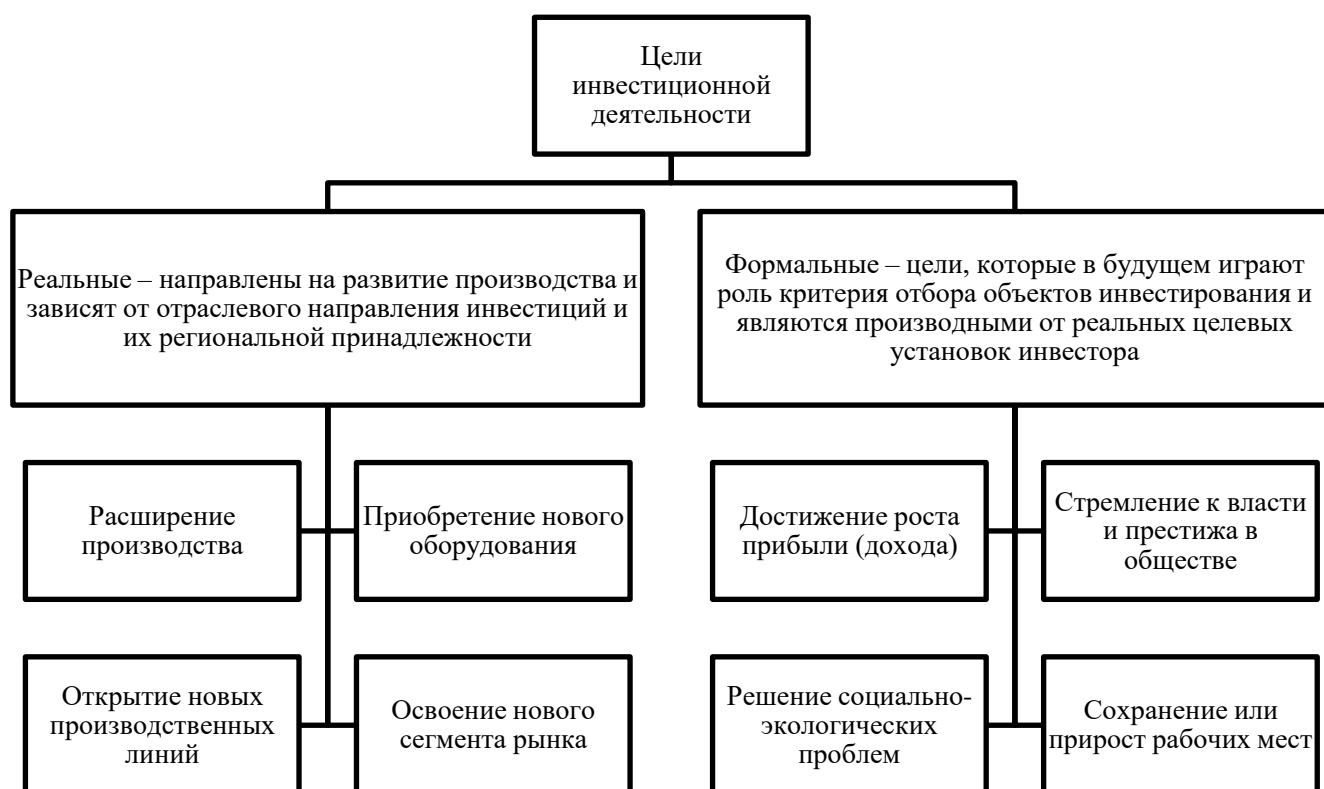 Цели
инвестиционной
деятельности
Реальные – направлены на развитие производства и
зависят от отраслевого направления инвестиций и
их региональной принадлежности
Формальные – цели, которые в будущем играют
роль критерия отбора объектов инвестирования и
являются производными от реальных целевых
установок инвестора
Расширение
производства
Приобретение нового
оборудования
Достижение роста
прибыли (дохода)
Стремление к власти
и престижа в
обществе
Открытие новых
производственных
линий
Освоение нового
сегмента рынка
Решение социально-
экологических
проблем
Сохранение или
прирост рабочих мест